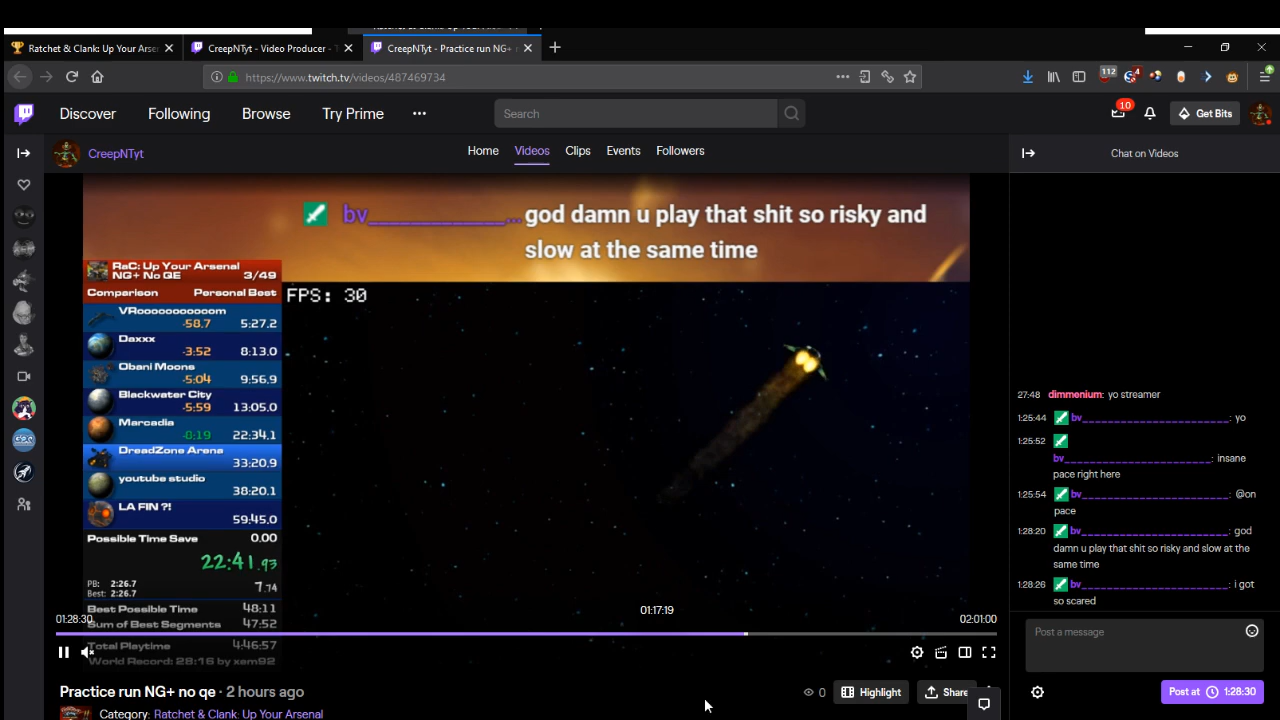 Ratchet & Clank: Up Your Arse
CreepNTyt - Video Producer - T
CreepNTyt - Practice run NG+ n
https://www.twitch.tv/videos/487469734
112
4
Discover
Following
Browse
Try Prime
Search
10
Get Bits
CreepNTyt
Home
Videos
Clips
Events
Followers
Chat on Videos
bv____________... god damn u play that shit so risky and
slow at the same time
RaC: Up Your Arsenal
NG+ No QE 3/49
Comparison Personal Best
FPS: 30
VRoooooooooom
-58.7 5:27.2
Daxxx
-3:52 8:13.0
Obani Moons
-5:04 9:56.9
Blackwater City
-5:59 13:05.0
Marcadia
-8:19 22:34.1
DreadZone Arena
33:20.9
youtube studio
38:20.1
LA FIN ?!
59:45.0
Possible Time Save 0.00
22:41.93
PB: 2:26.7
Best: 2:26.7
7.74
Best Possible Time 48:11
Sum of Best Segments 47:52
Total Playtime 4:46:57
World Record: 28:16 by xem92
01:28:30
01:17:19
02:01:00
27:48 dimmenium: yo streamer
1:25:44 bv________________________: yo
1:25:52
bv________________________: insane
pace right here
1:25:54 bv________________________: @on
pace
1:28:20 bv________________________: god
damn u play that shit so risky and slow at the
same time
1:28:26 bv________________________: i got
so scared
Post a message
Post at 1:28:30
Practice run NG+ no qe · 2 hours ago
0
Highlight
Share
Category: Ratchet & Clank: Up Your Arsenal